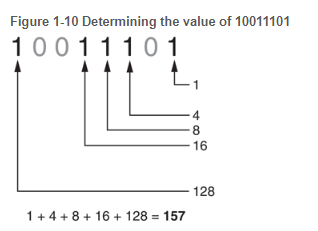 Figure 1-10 Determining the value of 10011101
1 0 0 1 1 1 0 1
1
4
8
16
128
1 + 4 + 8 + 16 + 128 = 157